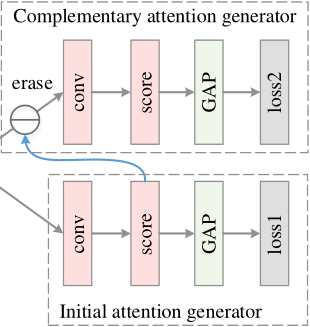 Complementary attention generator
erase
conv
score
GAP
loss2
conv
score
GAP
loss1
Initial attention generator